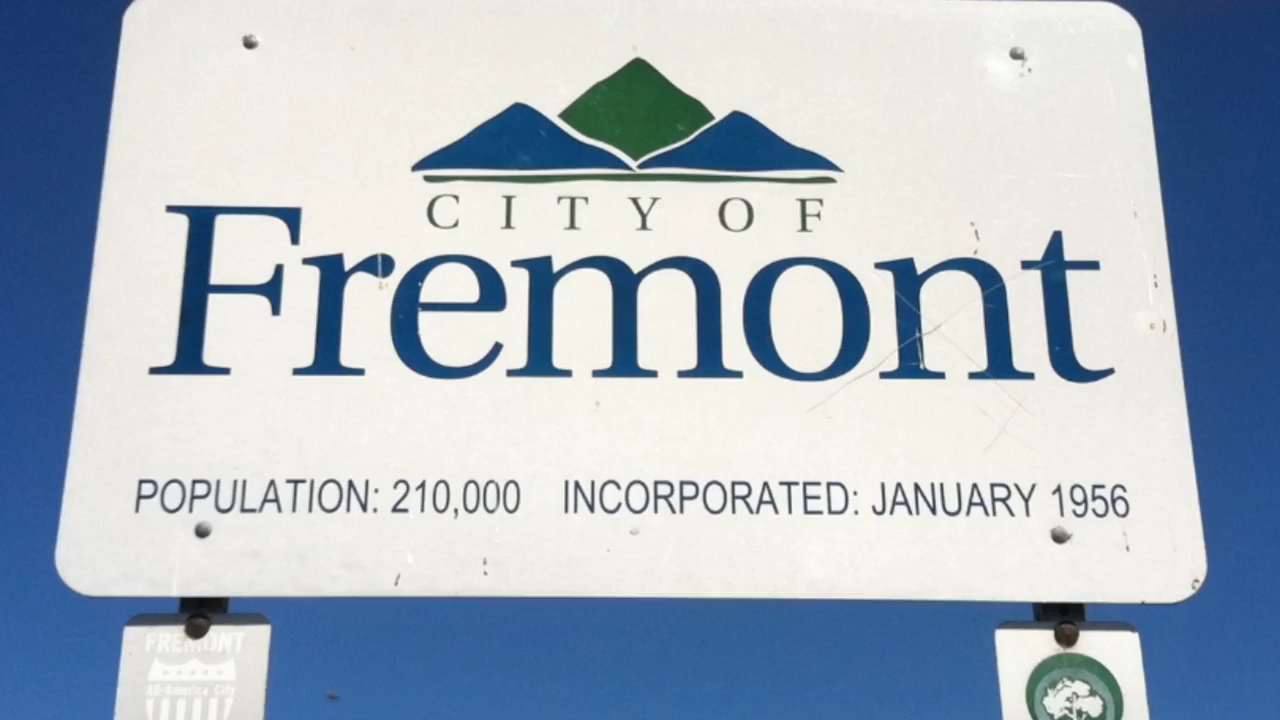 CITY OF
Fremont
POPULATION: 210,000 INCORPORATED: JANUARY 1956
FREMONT
All-America City